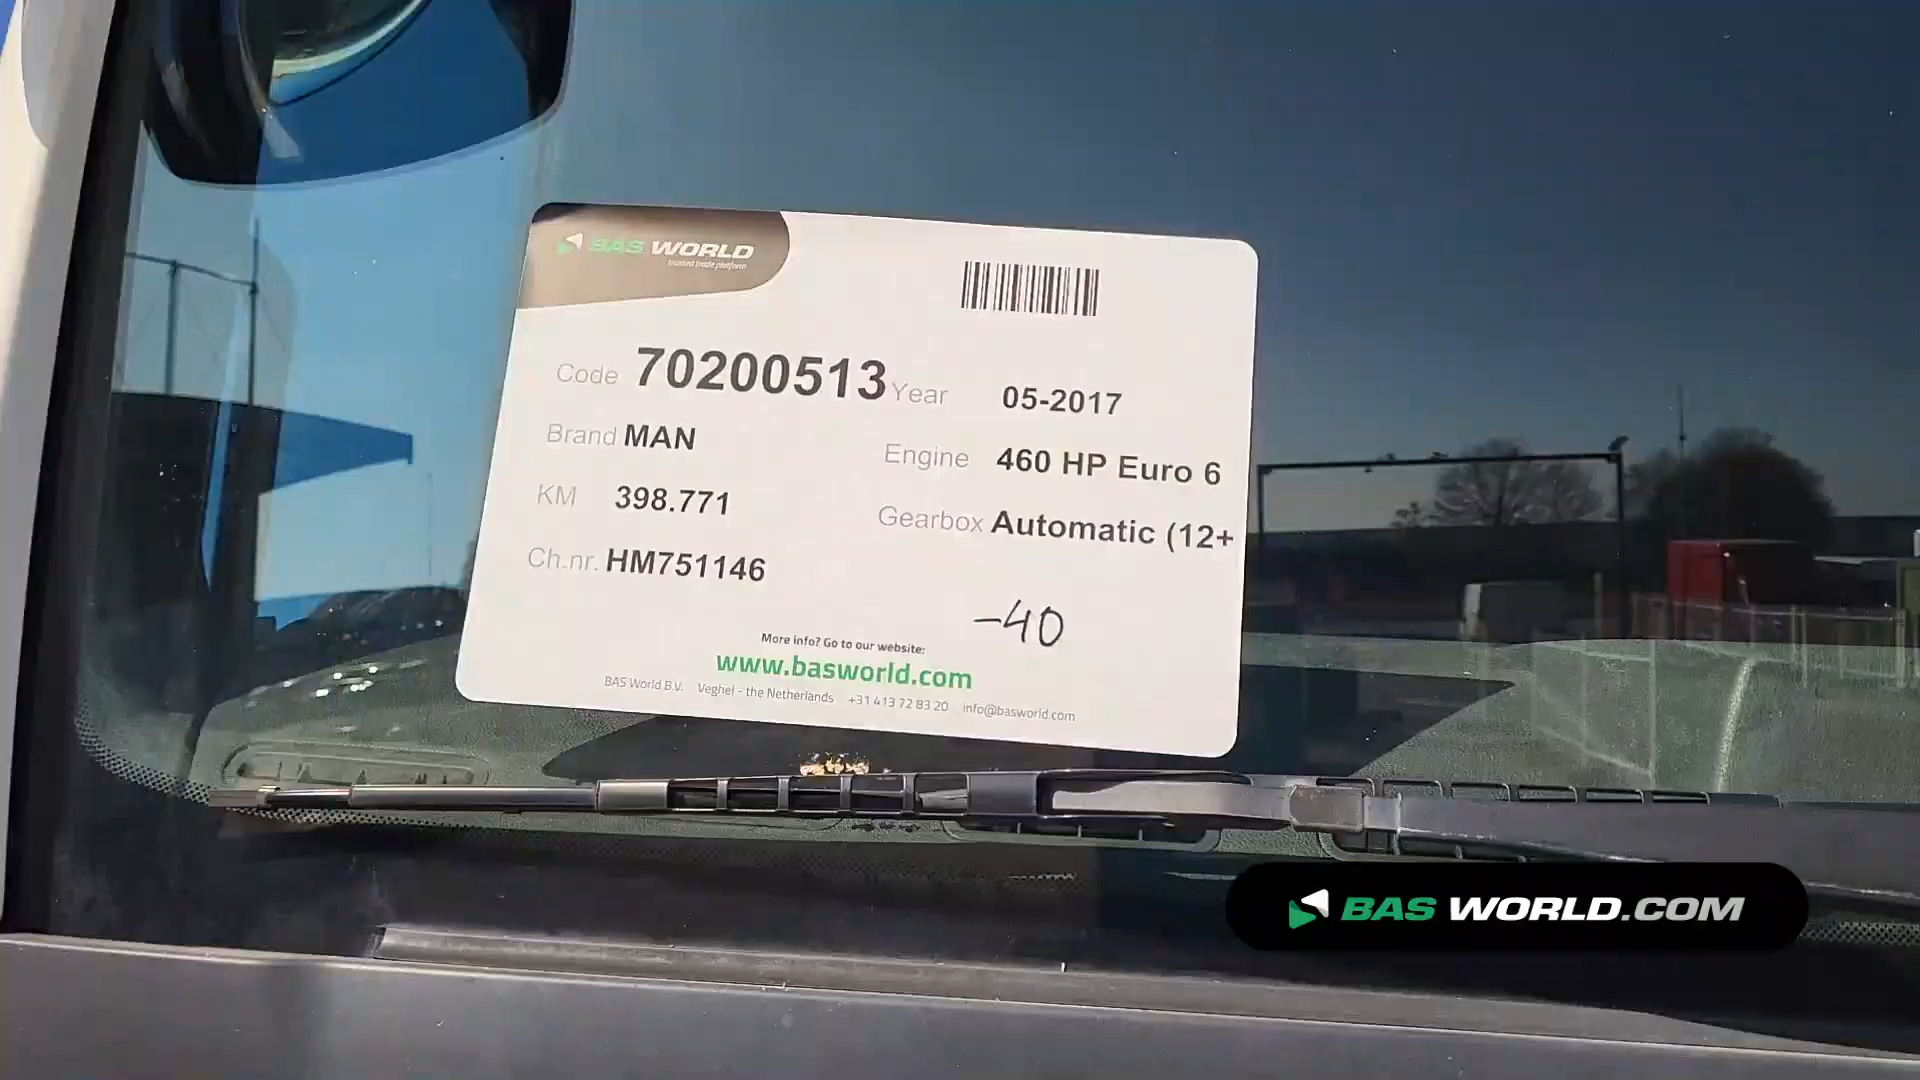 BAS WORLD
trusted trade platform
Code 70200513 Year 05-2017
Brand MAN
Engine 460 HP Euro 6
KM 398.771
Gearbox Automatic (12+
Ch.nr. HM751146
-40
More info? Go to our website:
www.basworld.com
BAS World B.V. Veghel - the Netherlands +31 413 72 83 20 info@basworld.com
BAS WORLD.COM